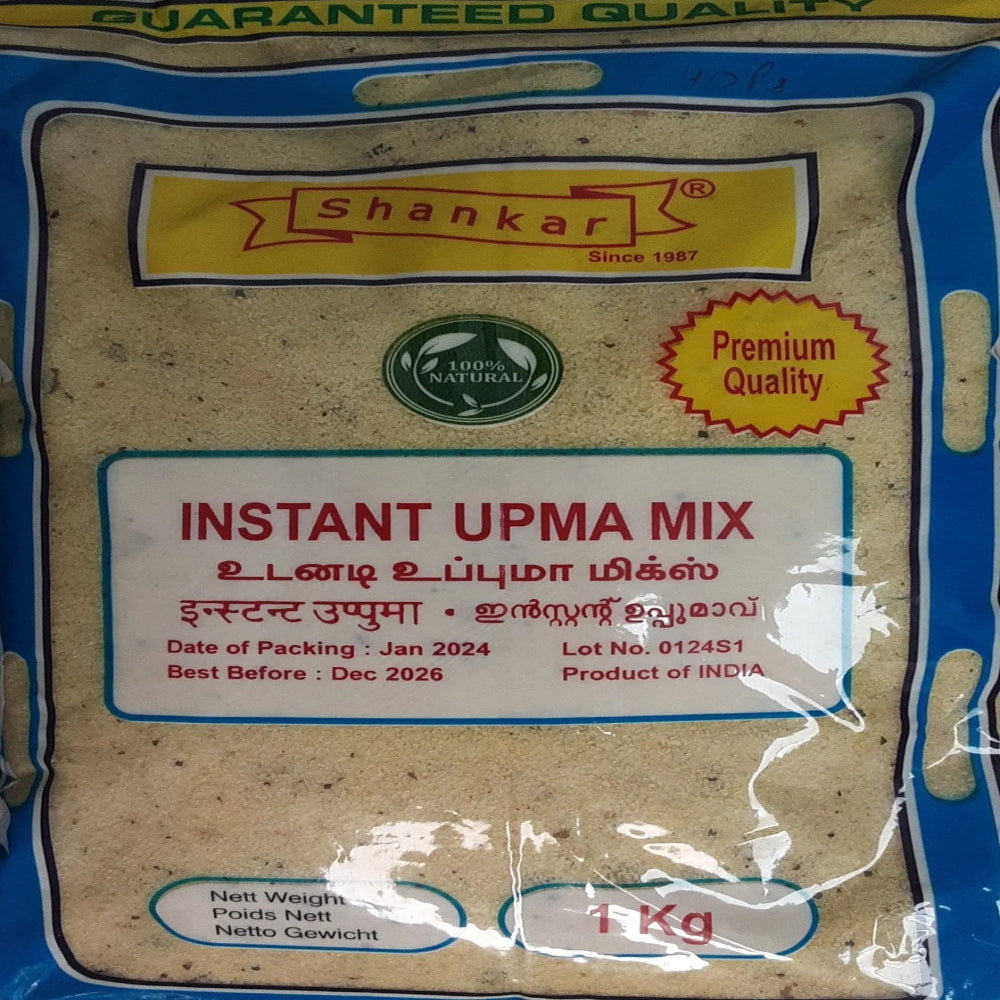 GUARANTEED QUALITY
40Ps
Shankar ®
Since 1987
100%
NATURAL
Premium
Quality
INSTANT UPMA MIX
உடனடி உப்புமா மிக்ஸ்
इन्स्टन्ट उप्पुमा • ഇൻസ്റ്റന്റ് ഉപ്പുമാവ്
Date of Packing : Jan 2024 Lot No. 0124S1
Best Before : Dec 2026 Product of INDIA
Nett Weight
Poids Nett
Netto Gewicht
1 Kg